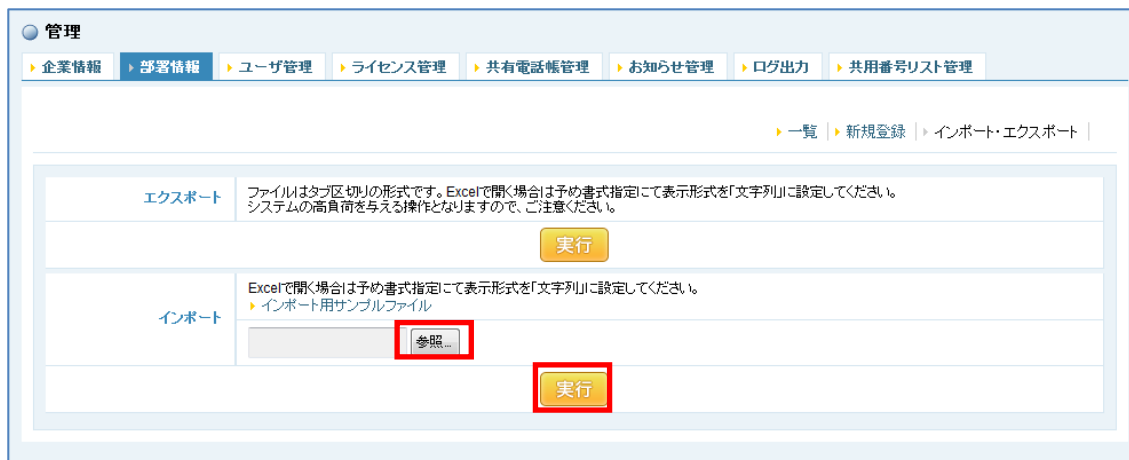 管理
企業情報 部署情報 ユーザ管理 ライセンス管理 共有電話帳管理 お知らせ管理 ログ出力 共用番号リスト管理
一覧 | 新規登録 | インポート・エクスポート |
エクスポート
ファイルはタブ区切りの形式です。Excelで開く場合は予め書式指定にて表示形式を「文字列」に設定してください。
システムの高負荷を与える操作となりますので、ご注意ください。
実行
インポート
Excelで開く場合は予め書式指定にて表示形式を「文字列」に設定してください。
インポート用サンプルファイル
参照...
実行